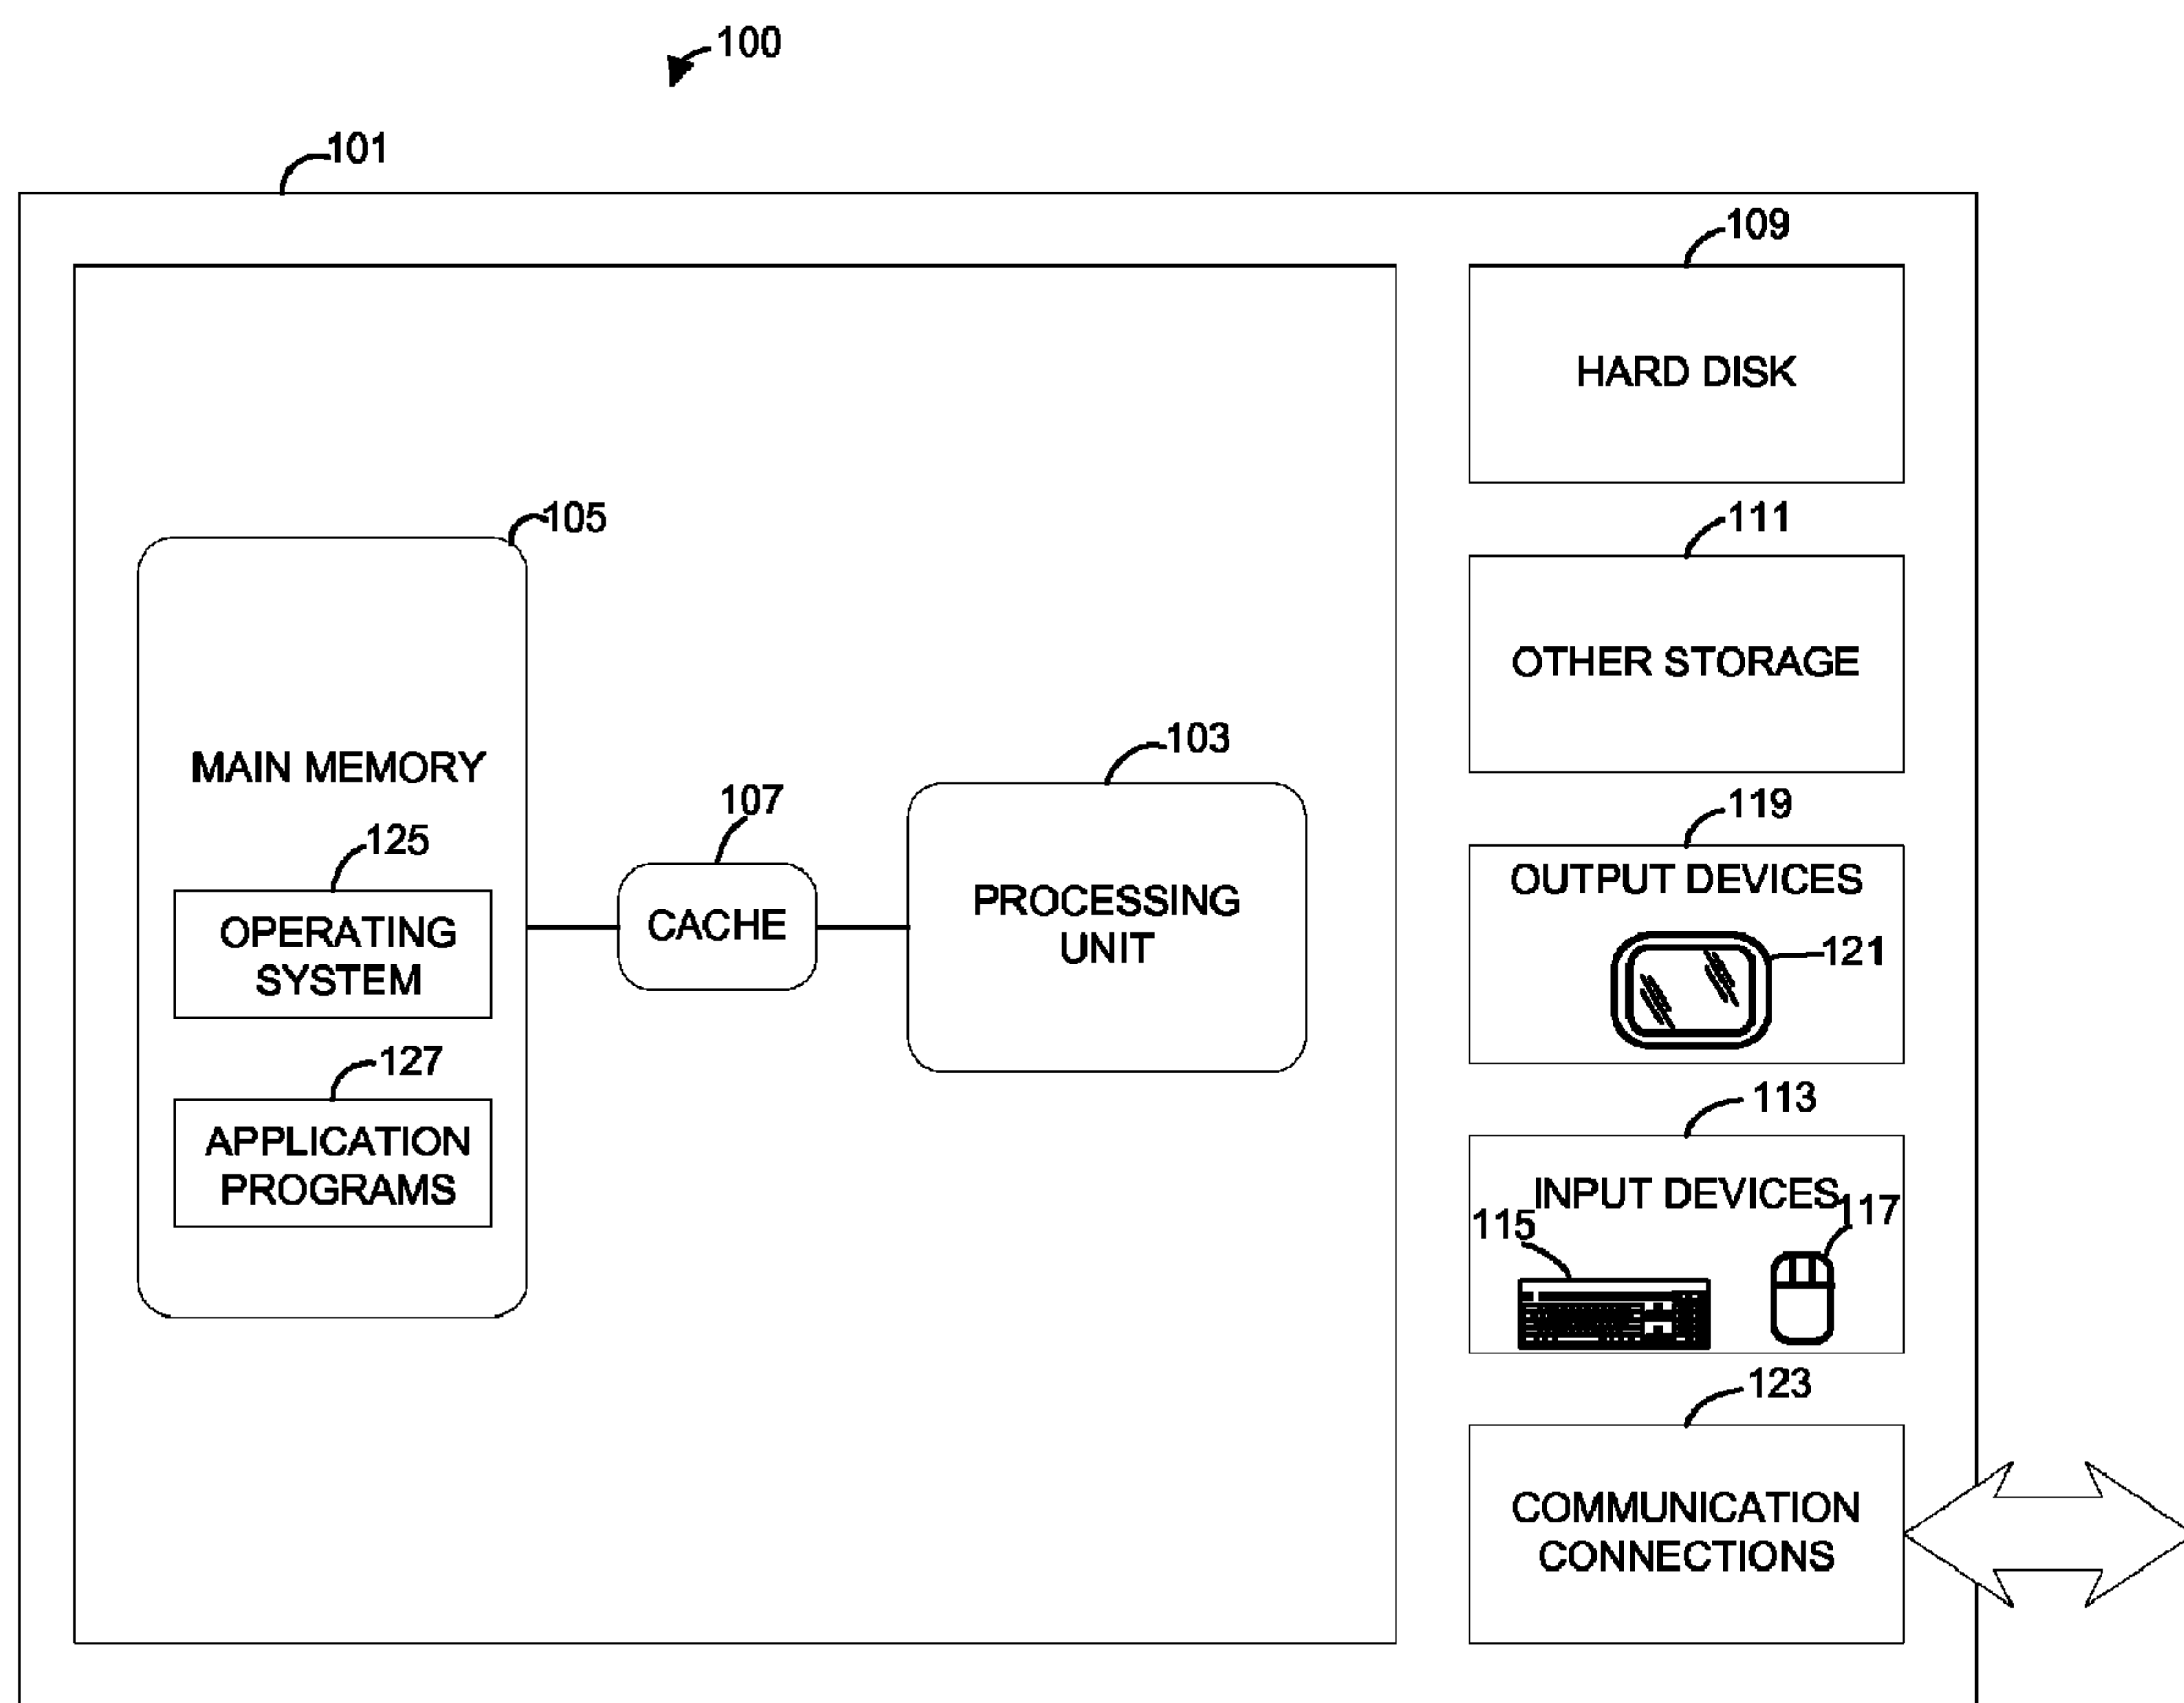 100
101
109
HARD DISK
105
111
OTHER STORAGE
MAIN MEMORY
103
107
119
125
OUTPUT DEVICES
OPERATING
SYSTEM
CACHE
PROCESSING
UNIT
121
127
113
APPLICATION
PROGRAMS
INPUT DEVICES
115
117
123
COMMUNICATION
CONNECTIONS